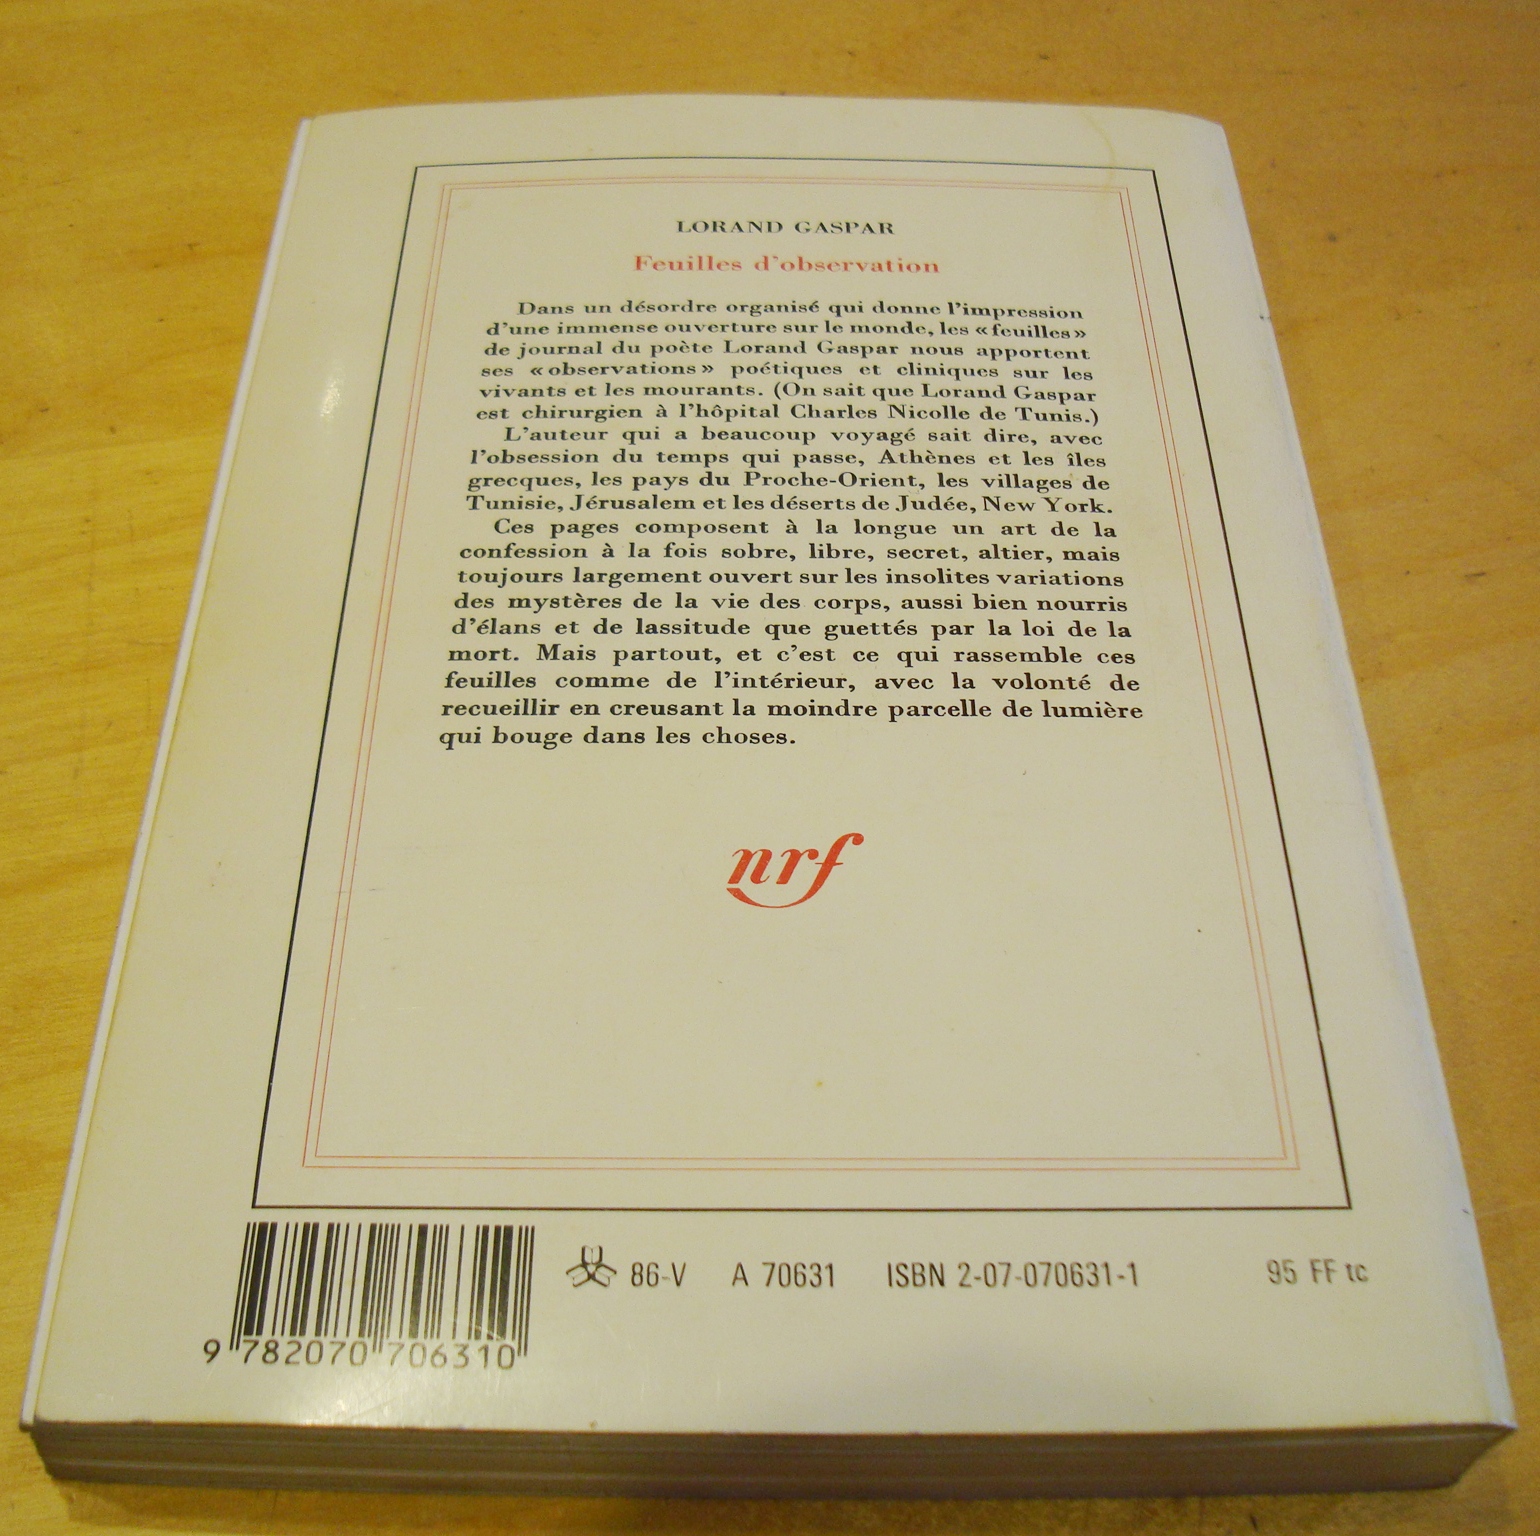 LORAND GASPAR
Feuilles d'observation
Dans un désordre organisé qui donne l'impression
d'une immense ouverture sur le monde, les «feuilles»
de journal du poète Lorand Gaspar nous apportent
ses «observations» poétiques et cliniques sur les
vivants et les mourants. (On sait que Lorand Gaspar
est chirurgien à l'hôpital Charles Nicolle de Tunis.)
L'auteur qui a beaucoup voyagé sait dire, avec
l'obsession du temps qui passe, Athènes et les îles
grecques, les pays du Proche-Orient, les villages de
Tunisie, Jérusalem et les déserts de Judée, New York.
Ces pages composent à la longue un art de la
confession à la fois sobre, libre, secret, altier, mais
toujours largement ouvert sur les insolites variations
des mystères de la vie des corps, aussi bien nourris
d'élans et de lassitude que guettés par la loi de la
mort. Mais partout, et c'est ce qui rassemble ces
feuilles comme de l'intérieur, avec la volonté de
recueillir en creusant la moindre parcelle de lumière
qui bouge dans les choses.
nrf
86-V A 70631 ISBN 2-07-070631-1 95 FF tc
9 782070 706310